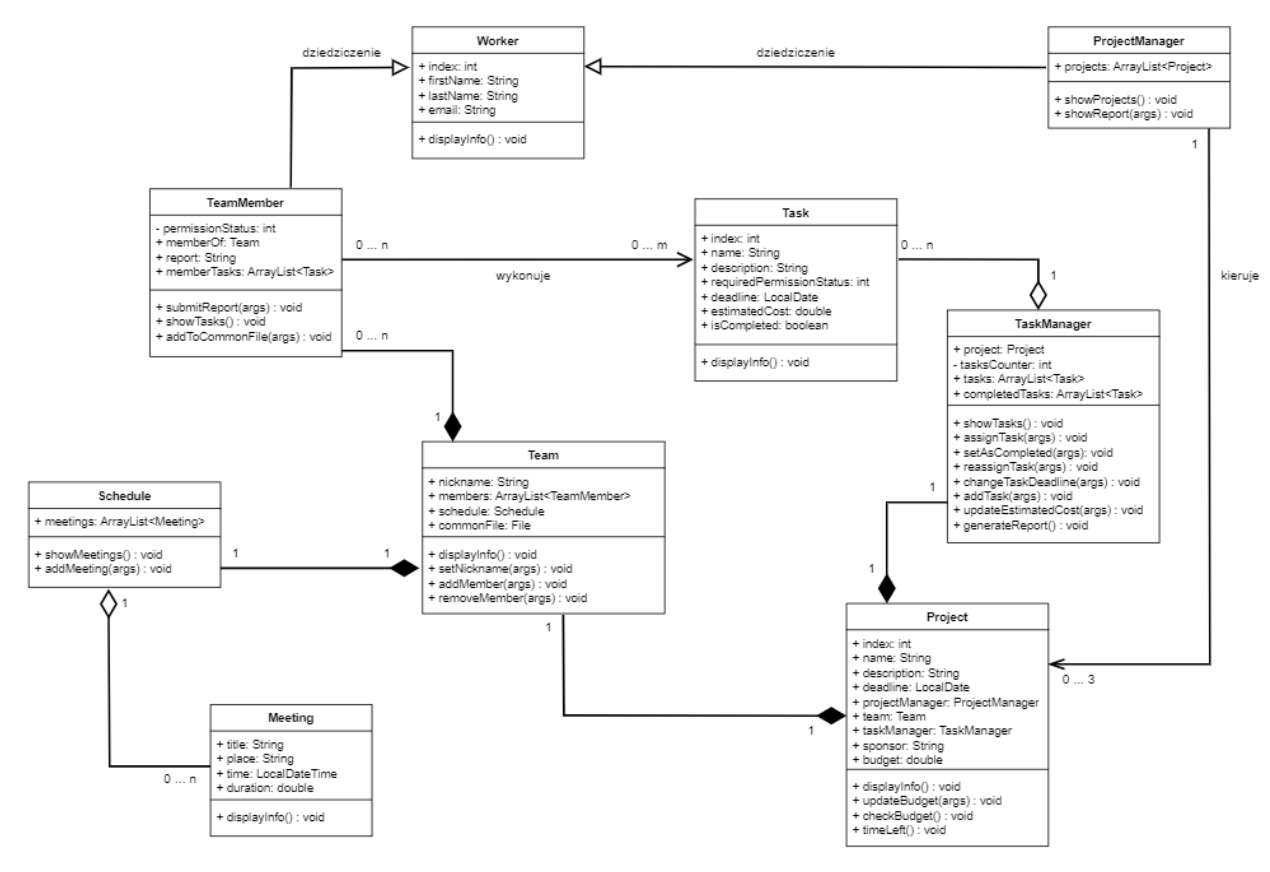 dziedziczenie
Worker
+ index: int
+ firstName: String
+ lastName: String
+ email: String
+ displayInfo() : void
dziedziczenie
ProjectManager
+ projects: ArrayList<Project>
+ showProjects() : void
+ showReport(args) : void
1
kieruje
0 ... 3
TeamMember
- permissionStatus: int
+ memberOf: Team
+ report: String
+ memberTasks: ArrayList<Task>
+ submitReport(args) : void
+ showTasks() : void
+ addToCommonFile(args) : void
0 ... n
wykonuje
0 ... m
0 ... n
1
Task
+ index: int
+ name: String
+ description: String
+ requiredPermissionStatus: int
+ deadline: LocalDate
+ estimatedCost: double
+ isCompleted: boolean
+ displayInfo() : void
0 ... n
1
TaskManager
+ project: Project
- tasksCounter: int
+ tasks: ArrayList<Task>
+ completedTasks: ArrayList<Task>
+ showTasks() : void
+ assignTask(args) : void
+ setAsCompleted(args): void
+ reassignTask(args) : void
+ changeTaskDeadline(args) : void
+ addTask(args) : void
+ updateEstimatedCost(args) : void
+ generateReport() : void
1
1
Team
+ nickname: String
+ members: ArrayList<TeamMember>
+ schedule: Schedule
+ commonFile: File
+ displayInfo() : void
+ setNickname(args) : void
+ addMember(args) : void
+ removeMember(args) : void
1
1
Schedule
+ meetings: ArrayList<Meeting>
+ showMeetings() : void
+ addMeeting(args) : void
1
1
1
0 ... n
Meeting
+ title: String
+ place: String
+ time: LocalDateTime
+ duration: double
+ displayInfo() : void
Project
+ index: int
+ name: String
+ description: String
+ deadline: LocalDate
+ projectManager: ProjectManager
+ team: Team
+ taskManager: TaskManager
+ sponsor: String
+ budget: double
+ displayInfo() : void
+ updateBudget(args) : void
+ checkBudget() : void
+ timeLeft() : void